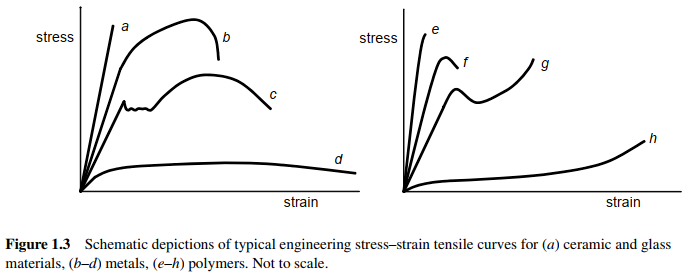 stress
a
b
c
d
strain
stress
e
f
g
h
strain
Figure 1.3 Schematic depictions of typical engineering stress–strain tensile curves for (a) ceramic and glass
materials, (b–d) metals, (e–h) polymers. Not to scale.